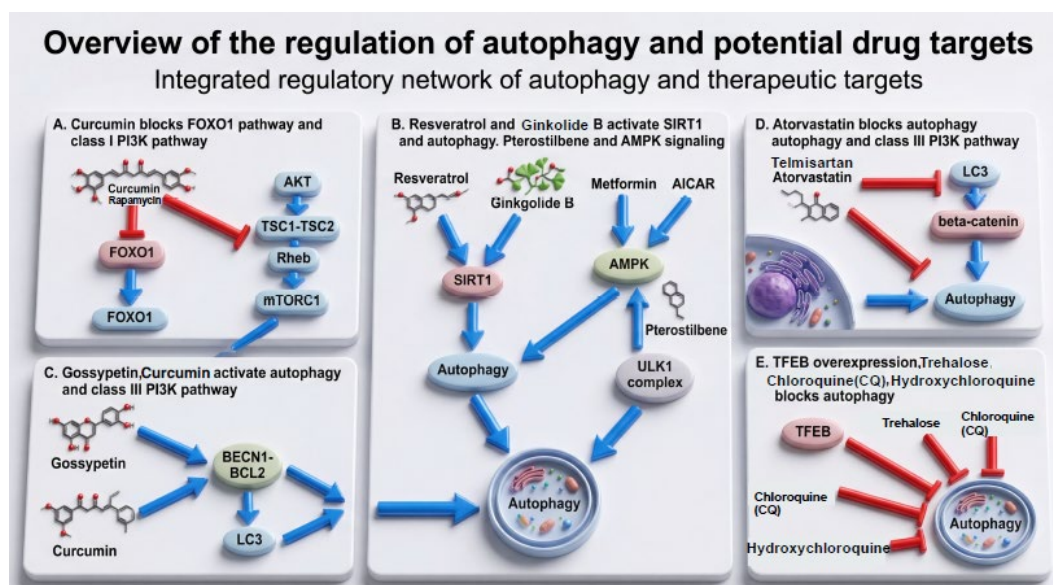 Overview of the regulation of autophagy and potential drug targets
Integrated regulatory network of autophagy and therapeutic targets
A. Curcumin blocks FOXO1 pathway and
class I PI3K pathway
Curcumin
Rapamycin
FOXO1
FOXO1
AKT
TSC1-TSC2
Rheb
mTORC1
B. Resveratrol and Ginkolide B activate SIRT1
and autophagy. Pterostilbene and AMPK signaling
Resveratrol
Ginkgolide B
Metformin
AICAR
SIRT1
AMPK
Pterostilbene
Autophagy
ULK1
complex
Autophagy
C. Gossypetin,Curcumin activate autophagy
and class III PI3K pathway
Gossypetin
BECN1-
BCL2
Curcumin
LC3
D. Atorvastatin blocks autophagy
autophagy and class III PI3K pathway
Telmisartan
Atorvastatin
LC3
beta-catenin
Autophagy
E. TFEB overexpression,Trehalose,
Chloroquine(CQ),Hydroxychloroquine
blocks autophagy
TFEB
Trehalose
Chloroquine
(CQ)
Chloroquine
(CQ)
Autophagy
Hydroxychloroquine